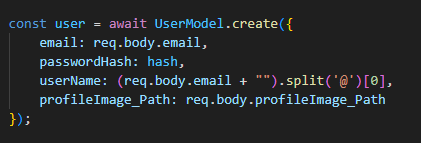 const user = await UserModel.create({
    email: req.body.email,
    passwordHash: hash,
    userName: (req.body.email + "").split('@')[0],
    profileImage_Path: req.body.profileImage_Path
});